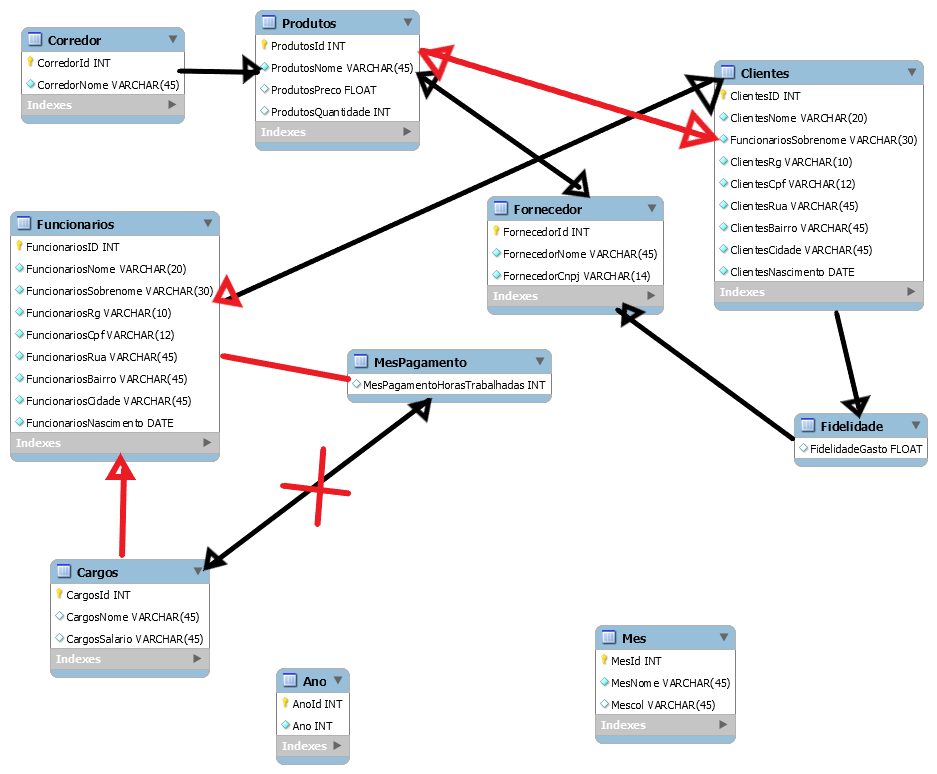 Corredor
CorredorId INT
CorredorNome VARCHAR(45)
Indexes
Produtos
ProdutosId INT
ProdutosNome VARCHAR(45)
ProdutosPreco FLOAT
ProdutosQuantidade INT
Indexes
Clientes
ClientesID INT
ClientesNome VARCHAR(20)
FuncionariosSobrenome VARCHAR(30)
ClientesRg VARCHAR(10)
ClientesCpf VARCHAR(12)
ClientesRua VARCHAR(45)
ClientesBairro VARCHAR(45)
ClientesCidade VARCHAR(45)
ClientesNascimento DATE
Indexes
Funcionarios
FuncionariosID INT
FuncionariosNome VARCHAR(20)
FuncionariosSobrenome VARCHAR(30)
FuncionariosRg VARCHAR(10)
FuncionariosCpf VARCHAR(12)
FuncionariosRua VARCHAR(45)
FuncionariosBairro VARCHAR(45)
FuncionariosCidade VARCHAR(45)
FuncionariosNascimento DATE
Indexes
Fornecedor
FornecedorId INT
FornecedorNome VARCHAR(45)
FornecedorCnpj VARCHAR(14)
Indexes
MesPagamento
MesPagamentoHorasTrabalhadas INT
Fidelidade
FidelidadeGasto FLOAT
Cargos
CargosId INT
CargosNome VARCHAR(45)
CargosSalario VARCHAR(45)
Indexes
Ano
AnoId INT
Ano INT
Indexes
Mes
MesId INT
MesNome VARCHAR(45)
Mescol VARCHAR(45)
Indexes